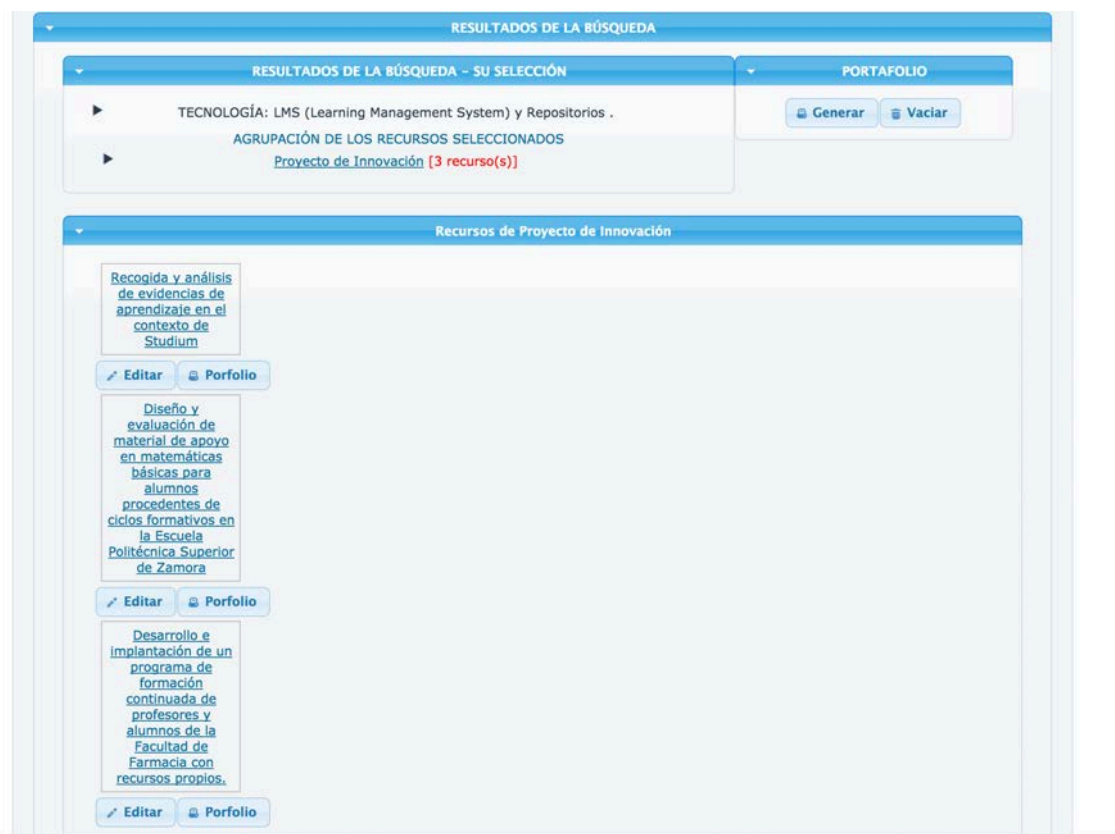 RESULTADOS DE LA BÚSQUEDA
RESULTADOS DE LA BÚSQUEDA – SU SELECCIÓN
TECNOLOGÍA: LMS (Learning Management System) y Repositorios .
AGRUPACIÓN DE LOS RECURSOS SELECCIONADOS
Proyecto de Innovación [3 recurso(s)]
PORTAFOLIO
Generar Vaciar
Recursos de Proyecto de Innovación
Recogida y análisis
de evidencias de
aprendizaje en el
contexto de
Studium
Editar Porfolio
Diseño y
evaluación de
material de apoyo
en matemáticas
básicas para
alumnos
procedentes de
ciclos formativos en
la Escuela
Politécnica Superior
de Zamora
Editar Porfolio
Desarrollo e
implantación de un
programa de
formación
continuada de
profesores y
alumnos de la
Facultad de
Farmacia con
recursos propios.
Editar Porfolio